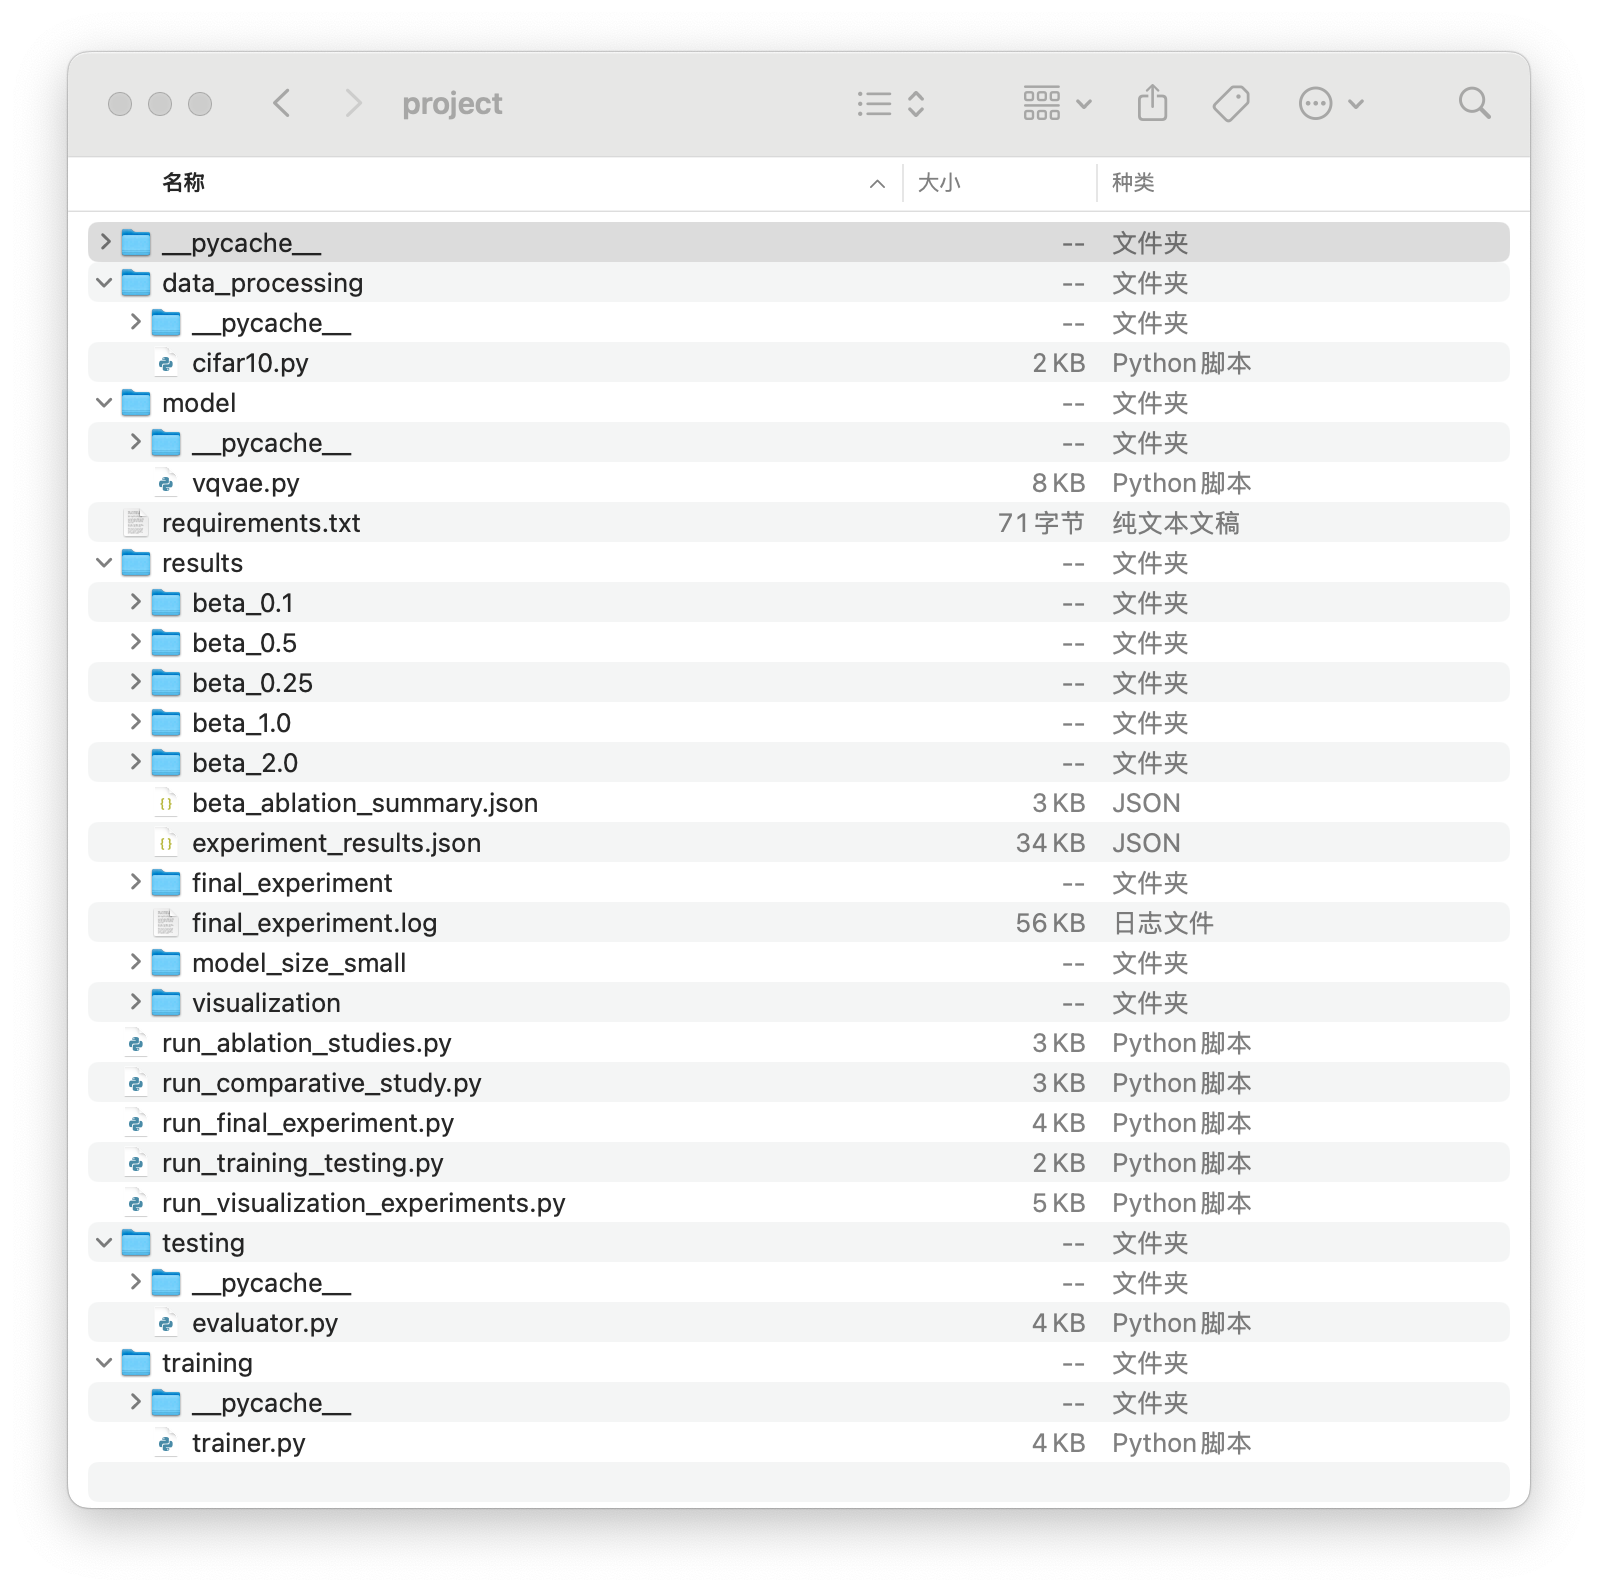 project
名称 大小 种类
__pycache__ -- 文件夹
data_processing -- 文件夹
__pycache__ -- 文件夹
cifar10.py 2 KB Python脚本
model -- 文件夹
__pycache__ -- 文件夹
vqvae.py 8 KB Python脚本
requirements.txt 71字节 纯文本文稿
results -- 文件夹
beta_0.1 -- 文件夹
beta_0.5 -- 文件夹
beta_0.25 -- 文件夹
beta_1.0 -- 文件夹
beta_2.0 -- 文件夹
beta_ablation_summary.json 3 KB JSON
experiment_results.json 34 KB JSON
final_experiment -- 文件夹
final_experiment.log 56 KB 日志文件
model_size_small -- 文件夹
visualization -- 文件夹
run_ablation_studies.py 3 KB Python脚本
run_comparative_study.py 3 KB Python脚本
run_final_experiment.py 4 KB Python脚本
run_training_testing.py 2 KB Python脚本
run_visualization_experiments.py 5 KB Python脚本
testing -- 文件夹
__pycache__ -- 文件夹
evaluator.py 4 KB Python脚本
training -- 文件夹
__pycache__ -- 文件夹
trainer.py 4 KB Python脚本